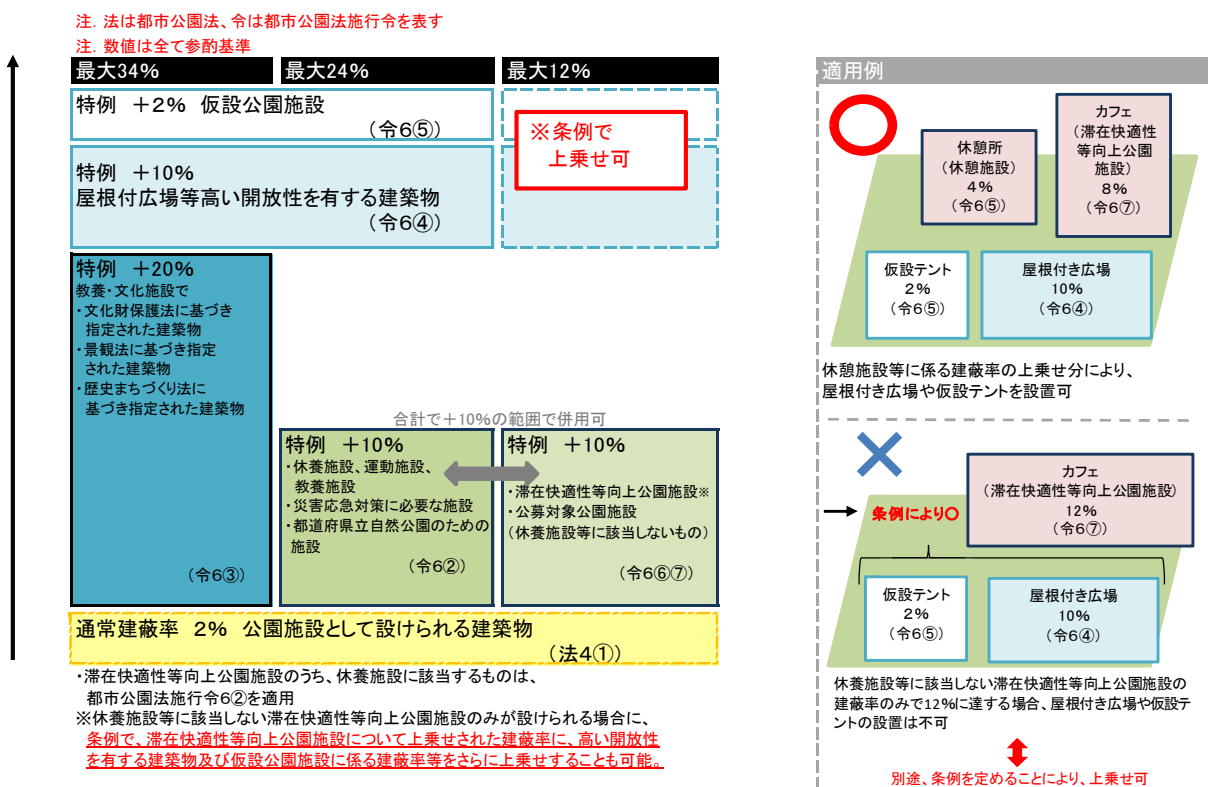 注. 法は都市公園法、令は都市公園法施行令を表す
注. 数値は全て参酌基準
最大34%
最大24%
最大12%
特例 +2% 仮設公園施設
(令6⑤)
※条例で
上乗せ可
特例 +10%
屋根付広場等高い開放性を有する建築物
(令6④)
特例 +20%
教養・文化施設で
・文化財保護法に基づき
指定された建築物
・景観法に基づき指定
された建築物
・歴史まちづくり法に
基づき指定された建築物
(令6③)
合計で+10%の範囲で併用可
特例 +10%
・休養施設、運動施設、
教養施設
・災害応急対策に必要な施設
・都道府県立自然公園のための
施設
(令6②)
特例 +10%
・滞在快適性等向上公園施設※
・公募対象公園施設
(休養施設等に該当しないもの)
(令6⑥⑦)
通常建蔽率 2% 公園施設として設けられる建築物
(法4①)
・滞在快適性等向上公園施設のうち、休養施設に該当するものは、
都市公園法施行令6②を適用
※休養施設等に該当しない滞在快適性等向上公園施設のみが設けられる場合に、
条例で、滞在快適性等向上公園施設について上乗せされた建蔽率に、高い開放性
を有する建築物及び仮設公園施設に係る建蔽率等をさらに上乗せすることも可能。
適用例
休憩所
(休憩施設)
4%
(令6⑤)
カフェ
(滞在快適性
等向上公園
施設)
8%
(令6⑦)
仮設テント
2%
(令6⑤)
屋根付き広場
10%
(令6④)
休憩施設等に係る建蔽率の上乗せ分により、
屋根付き広場や仮設テントを設置可
カフェ
(滞在快適性等向上公園施設)
12%
(令6⑦)
条例により○
仮設テント
2%
(令6⑤)
屋根付き広場
10%
(令6④)
休養施設等に該当しない滞在快適性等向上公園施設の
建蔽率のみで12%に達する場合、屋根付き広場や仮設テ
ントの設置は不可
別途、条例を定めることにより、上乗せ可